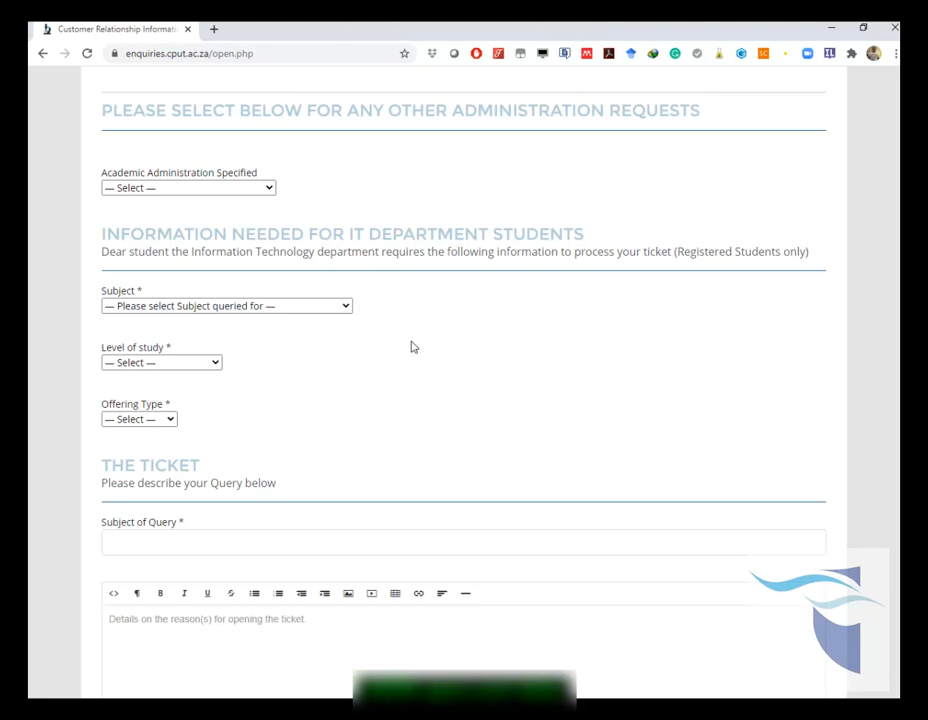 Customer Relationship Informati
enquiries.cput.ac.za/open.php
PLEASE SELECT BELOW FOR ANY OTHER ADMINISTRATION REQUESTS
Academic Administration Specified
— Select —
INFORMATION NEEDED FOR IT DEPARTMENT STUDENTS
Dear student the Information Technology department requires the following information to process your ticket (Registered Students only)
Subject *
— Please select Subject queried for —
Level of study *
— Select —
Offering Type *
— Select —
THE TICKET
Please describe your Query below
Subject of Query *
Details on the reason(s) for opening the ticket.